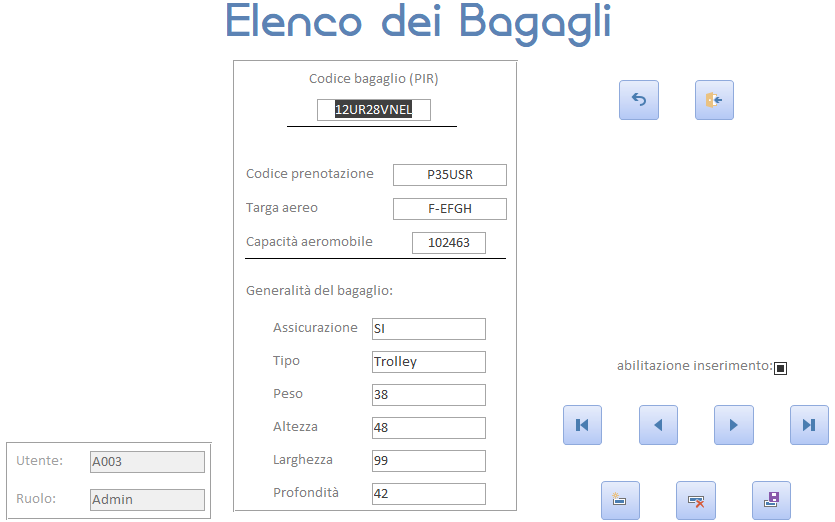 Elenco dei Bagagli
Codice bagaglio (PIR)
12UR28VNEL
Codice prenotazione P35USR
Targa aereo F-EFGH
Capacità aeromobile 102463
Generalità del bagaglio:
Assicurazione SI
Tipo Trolley
Peso 38
Altezza 48
Larghezza 99
Profondità 42
abilitazione inserimento:
Utente: A003
Ruolo: Admin